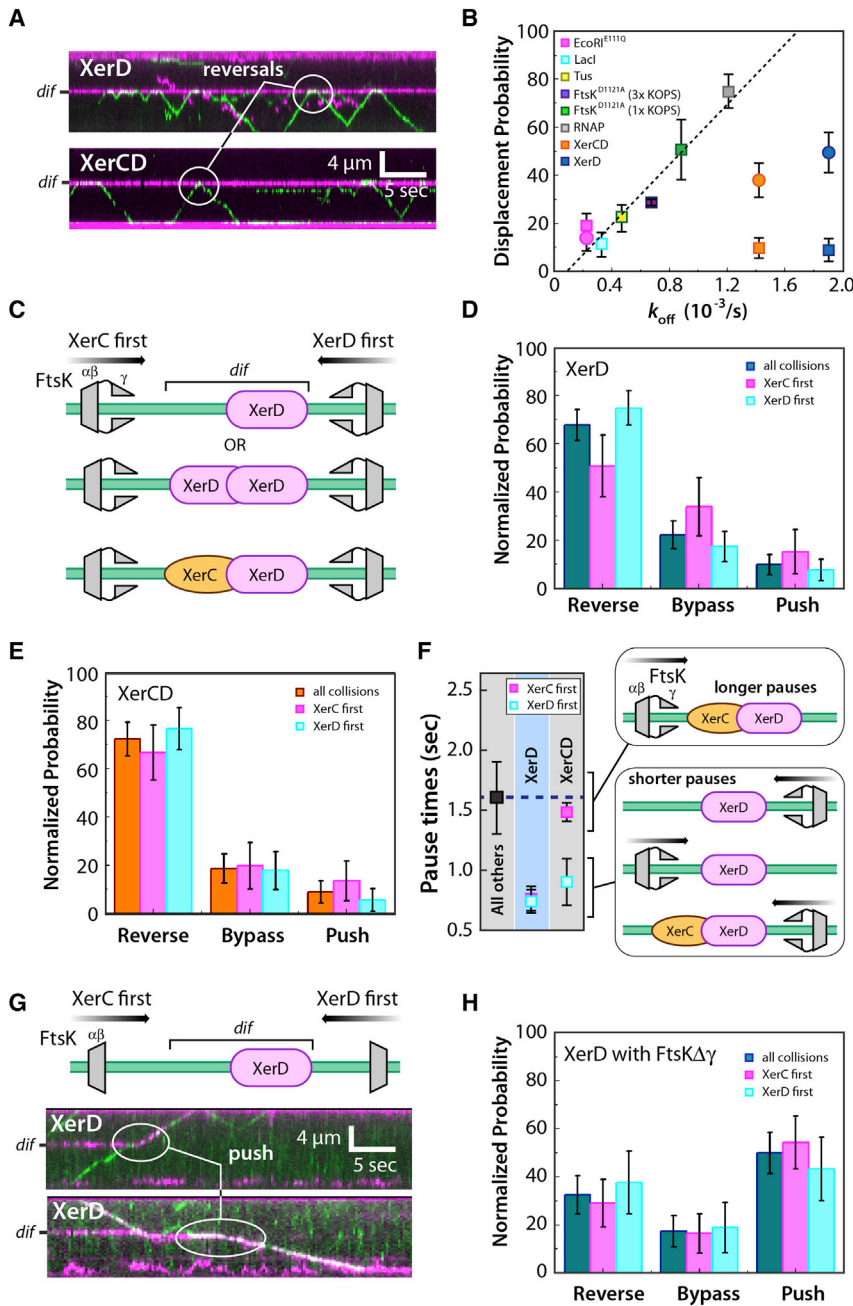 A
XerD
reversals
dif
XerCD
4 μm
5 sec
dif
B
Displacement Probability
100
80
60
40
20
0
EcoRI^E111Q
LacI
Tus
FtsK^D1121A (3x KOPS)
FtsK^D1121A (1x KOPS)
RNAP
XerCD
XerD
0 0.4 0.8 1.2 1.6 2.0
k_off (10^-3/s)
C
XerC first
XerD first
FtsK
αβ
γ
dif
XerD
OR
XerD XerD
XerC XerD
D
Normalized Probability
100
80
60
40
20
0
XerD
all collisions
XerC first
XerD first
Reverse Bypass Push
E
Normalized Probability
100
80
60
40
20
0
XerCD
all collisions
XerC first
XerD first
Reverse Bypass Push
F
Pause times (sec)
2.5
2.0
1.5
1.0
0.5
XerC first
XerD first
All others
XerD
XerCD
FtsK
αβ
γ
longer pauses
XerC XerD
shorter pauses
XerD
XerD
XerC XerD
G
XerC first
XerD first
FtsK
αβ
dif
XerD
XerD
dif
push
4 μm
5 sec
XerD
dif
H
Normalized Probability
100
80
60
40
20
0
XerD with FtsKΔγ
all collisions
XerC first
XerD first
Reverse Bypass Push